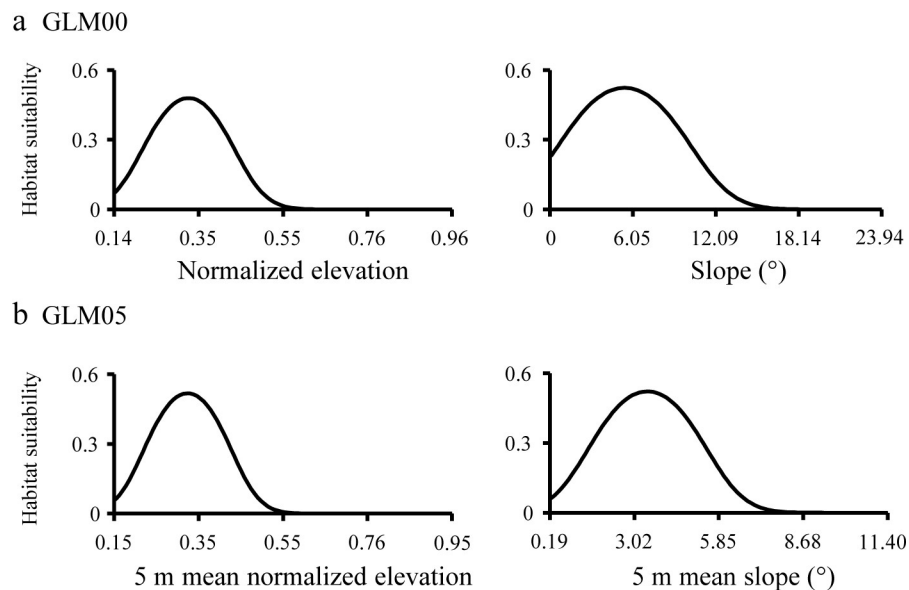 a GLM00
Habitat suitability
0.6
0.3
0
0.14 0.35 0.55 0.76 0.96
Normalized elevation
0.6
0.3
0
0 6.05 12.09 18.14 23.94
Slope (°)
b GLM05
Habitat suitability
0.6
0.3
0
0.15 0.35 0.55 0.75 0.95
5 m mean normalized elevation
0.6
0.3
0
0.19 3.02 5.85 8.68 11.40
5 m mean slope (°)